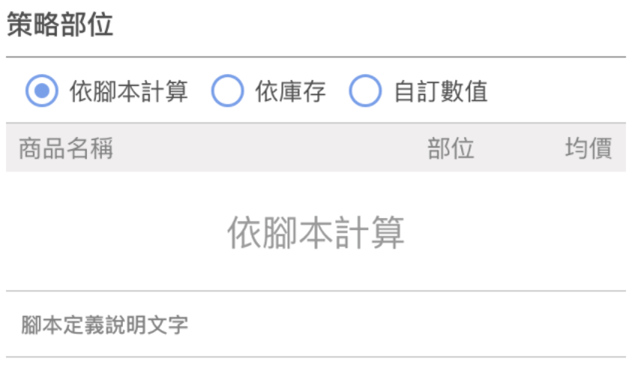 策略部位
依腳本計算 依庫存 自訂數值
商品名稱 部位 均價
依腳本計算
腳本定義說明文字